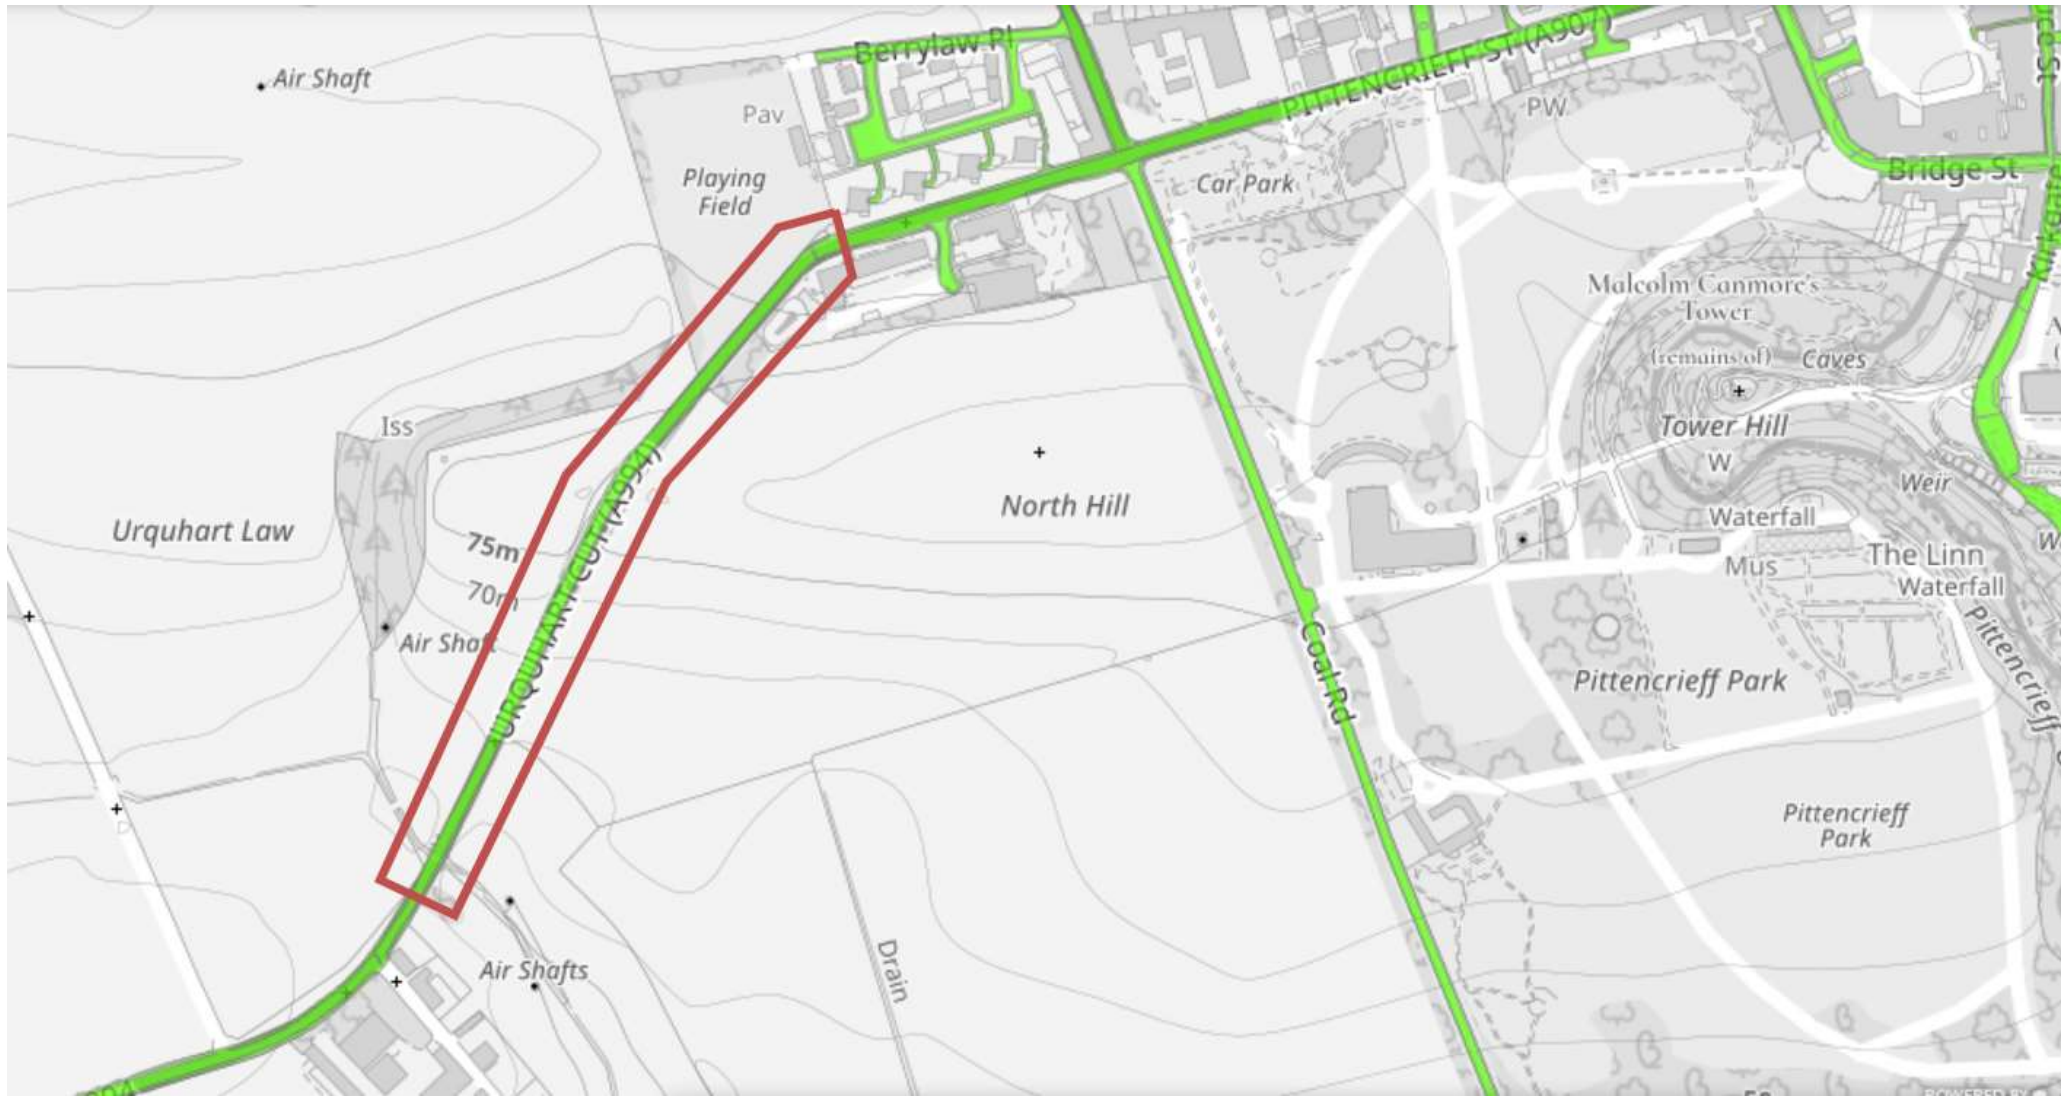 Berrylaw Pl
PITTENCRIEFF ST (A907)
Air Shaft
Pav
PW
Playing
Field
Car Park
Bridge St
Malcolm Canmore's
Tower
(remains of)
Caves
Iss
Tower Hill
W
Weir
North Hill
Urquhart Law
75m
70m
Waterfall
The Linn
Mus
Waterfall
Air Shaft
URQUHART CUT (A994)
Coal Rd
Pittencrieff Park
Pittencrieff
Pittencrieff
Park
Drain
Air Shafts